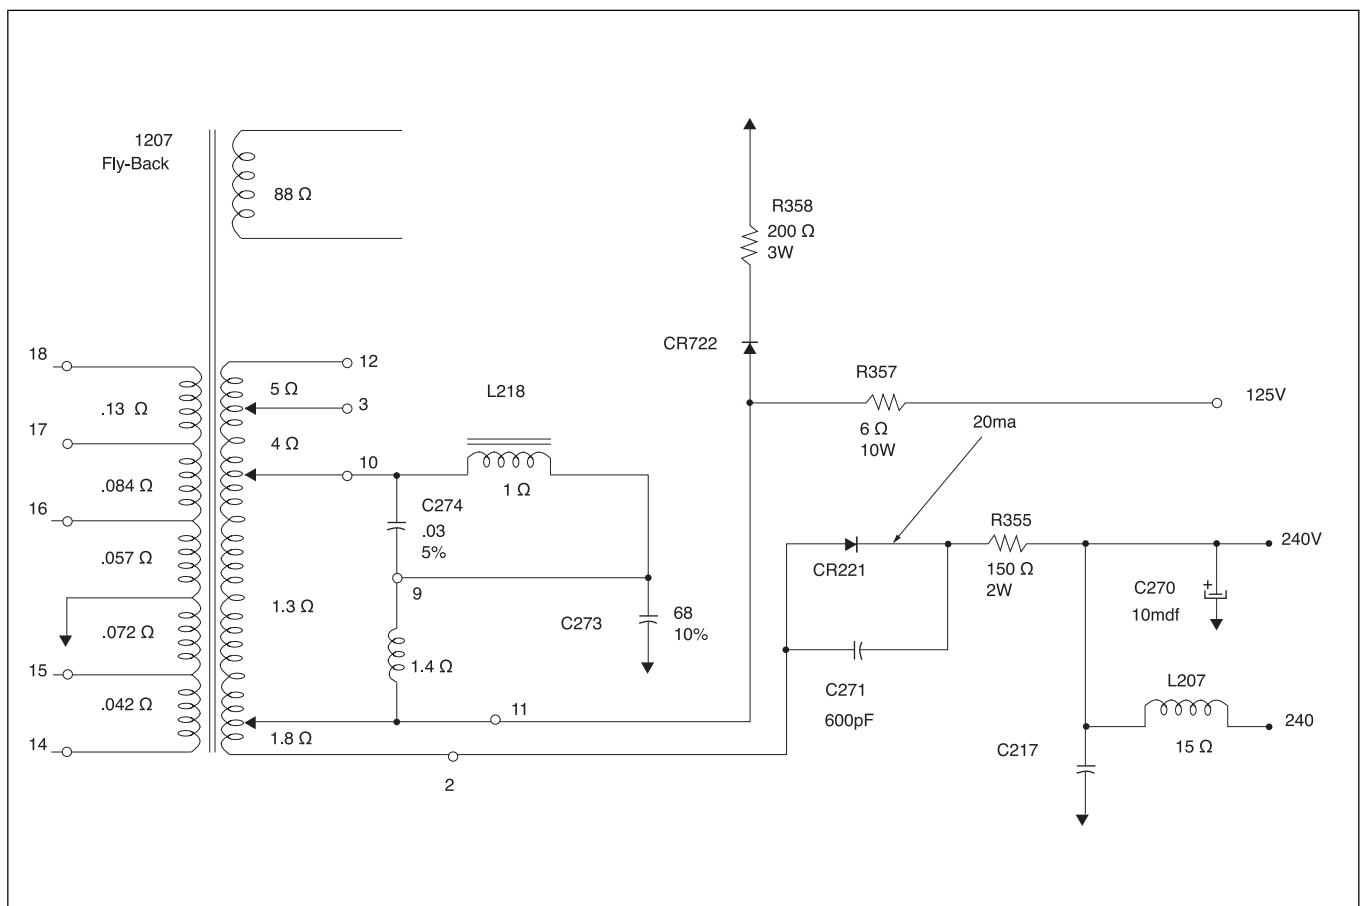 1207
Fly-Back
88 Ω
R358
200 Ω
3W
CR722
R357
6 Ω
10W
125V
20ma
18
.13 Ω
17
.084 Ω
16
.057 Ω
.072 Ω
15
.042 Ω
14
12
5 Ω
3
4 Ω
10
1.3 Ω
1.8 Ω
L218
1 Ω
C274
.03
5%
9
1.4 Ω
C273
68
10%
11
2
CR221
R355
150 Ω
2W
240V
C270
+
10mdf
C271
600pF
L207
15 Ω
240
C217